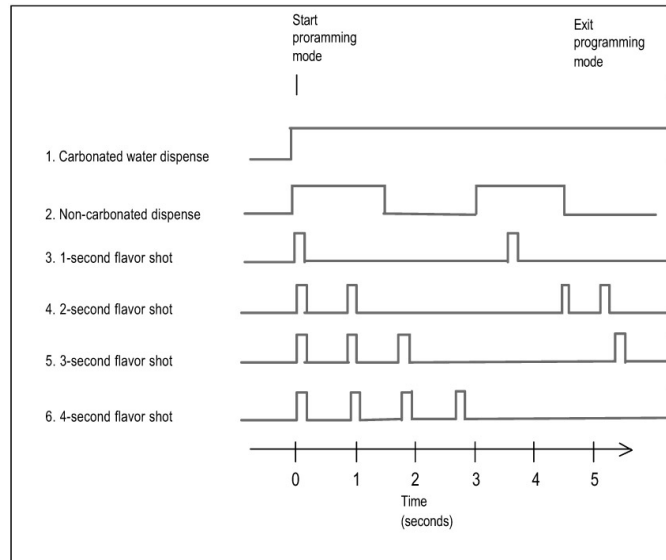 Start
proramming
mode
Exit
programming
mode
1. Carbonated water dispense
2. Non-carbonated dispense
3. 1-second flavor shot
4. 2-second flavor shot
5. 3-second flavor shot
6. 4-second flavor shot
0 1 2 3 4 5
Time
(seconds)